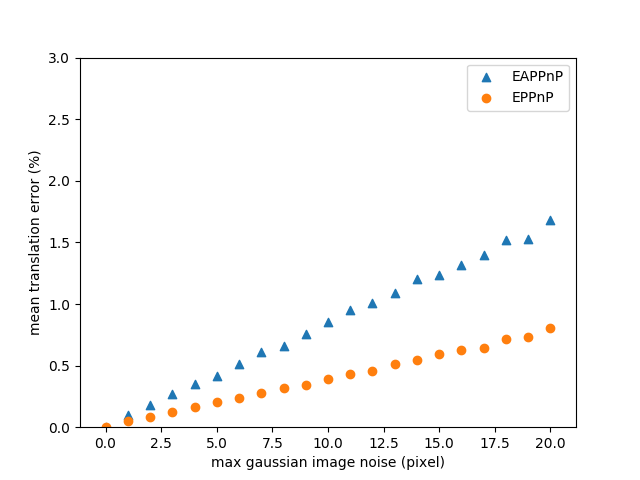 EAPPnP
EPPnP
mean translation error (%)
3.0
2.5
2.0
1.5
1.0
0.5
0.0
0.0 2.5 5.0 7.5 10.0 12.5 15.0 17.5 20.0
max gaussian image noise (pixel)